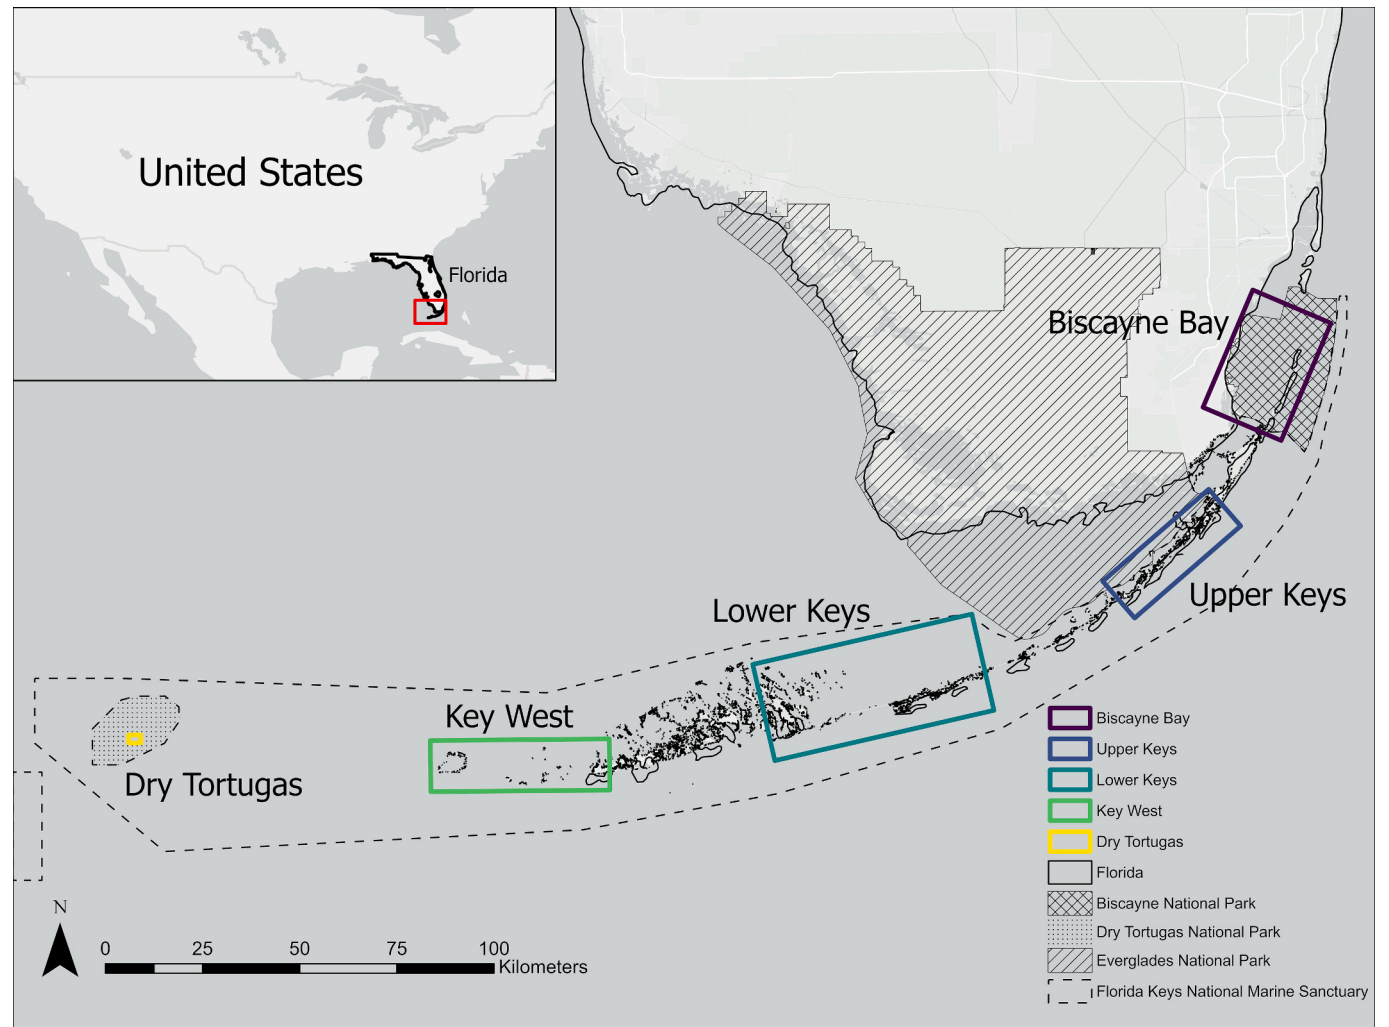 United States
Florida
Biscayne Bay
Upper Keys
Lower Keys
Key West
Dry Tortugas
N
0 25 50 75 100
Kilometers
Biscayne Bay
Upper Keys
Lower Keys
Key West
Dry Tortugas
Florida
Biscayne National Park
Dry Tortugas National Park
Everglades National Park
Florida Keys National Marine Sanctuary